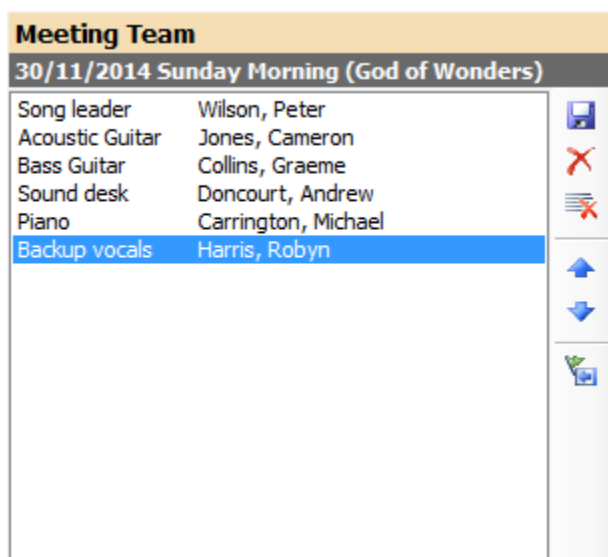 Meeting Team
30/11/2014 Sunday Morning (God of Wonders)
Song leader Wilson, Peter
Acoustic Guitar Jones, Cameron
Bass Guitar Collins, Graeme
Sound desk Doncourt, Andrew
Piano Carrington, Michael
Backup vocals Harris, Robyn